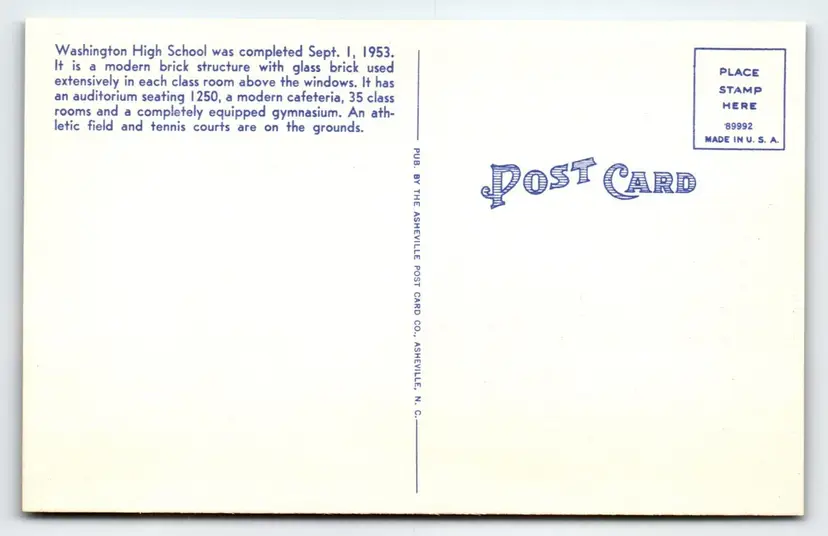 Washington High School was completed Sept. 1, 1953.
It is a modern brick structure with glass brick used
extensively in each class room above the windows. It has
an auditorium seating 1250, a modern cafeteria, 35 class
rooms and a completely equipped gymnasium. An ath-
letic field and tennis courts are on the grounds.
PUB. BY THE ASHEVILLE POST CARD CO., ASHEVILLE, N. C.
POST CARD
PLACE
STAMP
HERE
89992
MADE IN U. S. A.